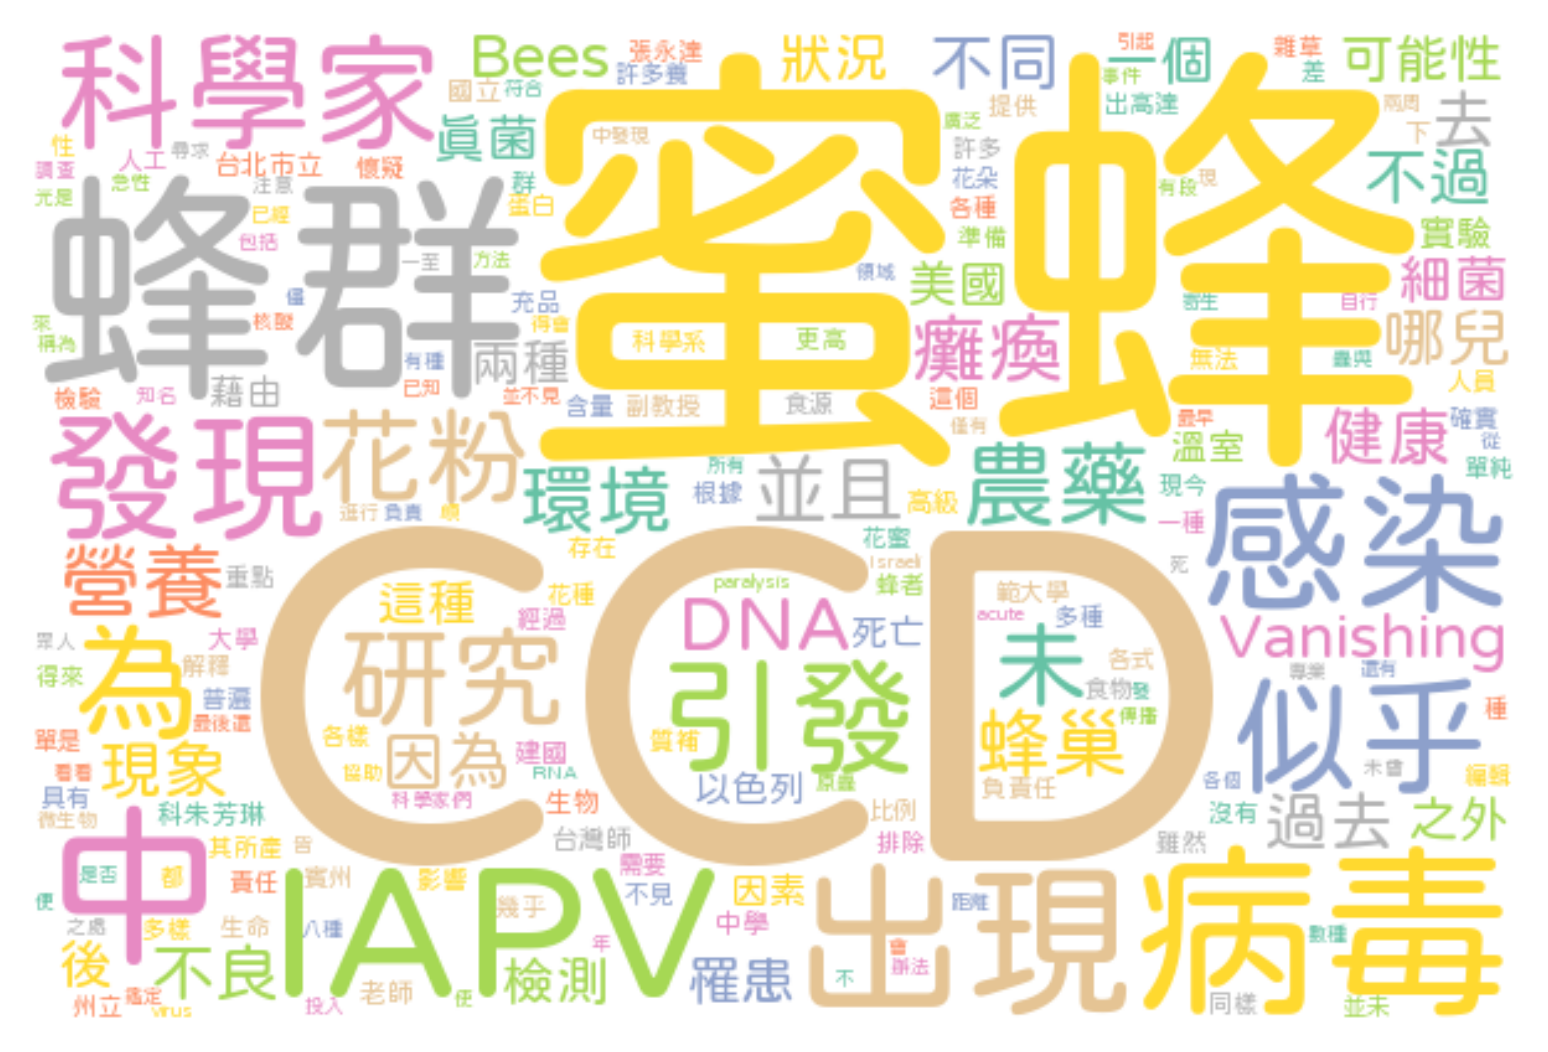 科學家
Bees
張永達
許多養
狀況
不同
引起
一個
事件
雜草
差
可能性
國立
符合
提供
出高達
兩周
去
下
性
調查
光是
人工
急性
尋求
台北市立
懷疑
真菌
中發現
蜜蜂
廣泛
許多
花朵
各種
準備
有段
現
不過
實驗
注意
已經
包括
群
蛋白
蜂群
一至
方法
領域
美國
細菌
來
稱為
僅
核酸
充品
得會
科學系
更高
癱瘓
寄生
自行
哪兒
無法
蟲與
人員
檢驗
知名
藉由
有種
已知
兩種
並不見
含量
副教授
食源
這個
僅有
最早
溫室
健康
確實
從
單純
發現
花粉
進行
負責
環境
所有
根據
並且
高級
農藥
現今
一種
感染
營養
重點
存在
花蜜
Israeli
蜂者
死
CCD
這種
花種
經過
paralysis
DNA
死亡
範大學
acute
多種
未
各式
食物
發
Vanishing
眾人
得來
大學
為
解釋
普遍
最後還
研究
引發
專業
還有
似乎
種
單是
看看
具有
微生物
現象
各樣
協助
因為
建國
RNA
科學家們
質補
以色列
原蟲
蜂巢
傳播
負責任
各個
未曾
編輯
科朱芳琳
生物
比例
沒有
過去
之外
中
是否
都
其所產
皆
台灣師
排除
雖然
責任
賓州
影響
需要
不見
因素
出現
距離
病毒
便
之處
多樣
生命
八種
IAPV
幾乎
年
中學
會
辦法
不
數種
後
不良
檢測
罹患
州立
鑑定
virus
投入
老師
便
同樣
並未